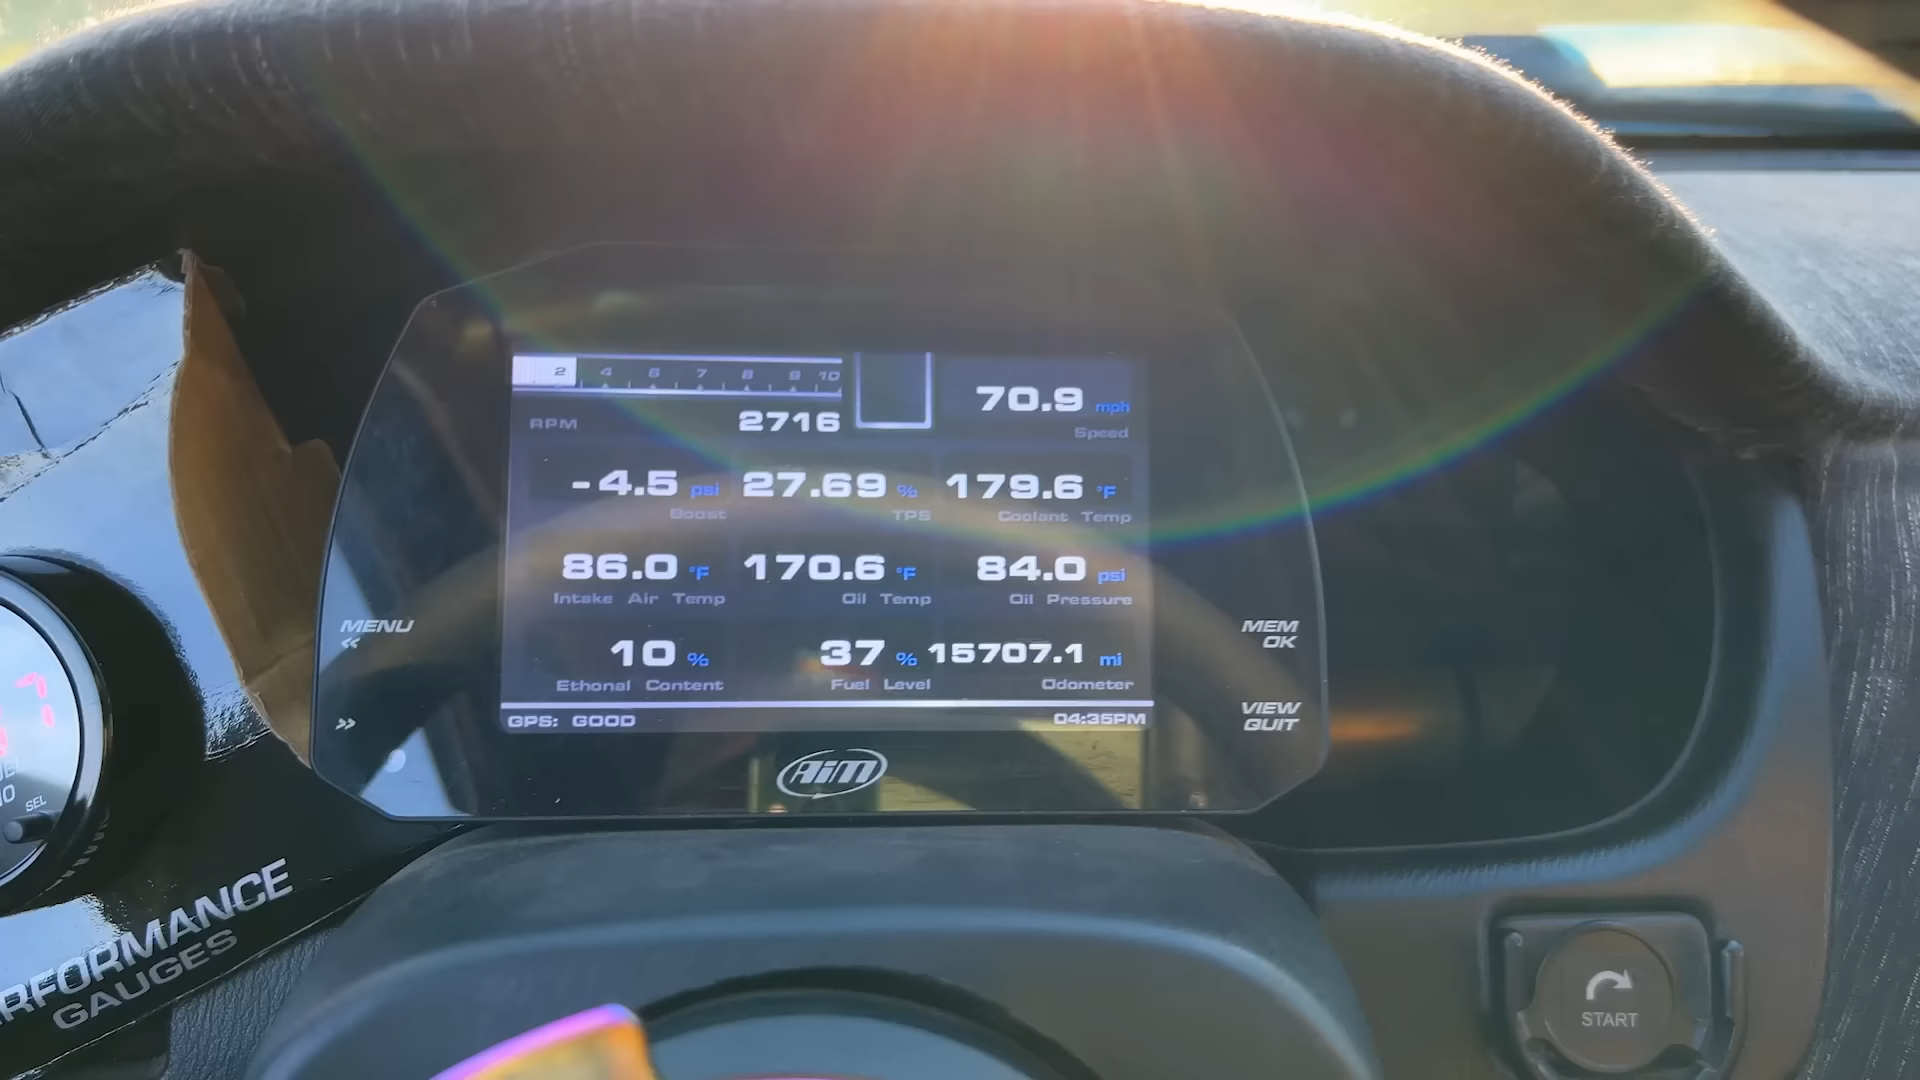 2 4 6 7 8 9 10
RPM 2716
70.9 mph
Speed
-4.5 psi 27.69 % 179.6 °F
Boost TPS Coolant Temp
86.0 °F 170.6 °F 84.0 psi
Intake Air Temp Oil Temp Oil Pressure
10 % 37 % 15707.1 mi
Ethonal Content Fuel Level Odometer
GPS: GOOD 04:35PM
MENU
<<
>>
MEM
OK
VIEW
QUIT
AiM
SEL
RFORMANCE
GAUGES
START